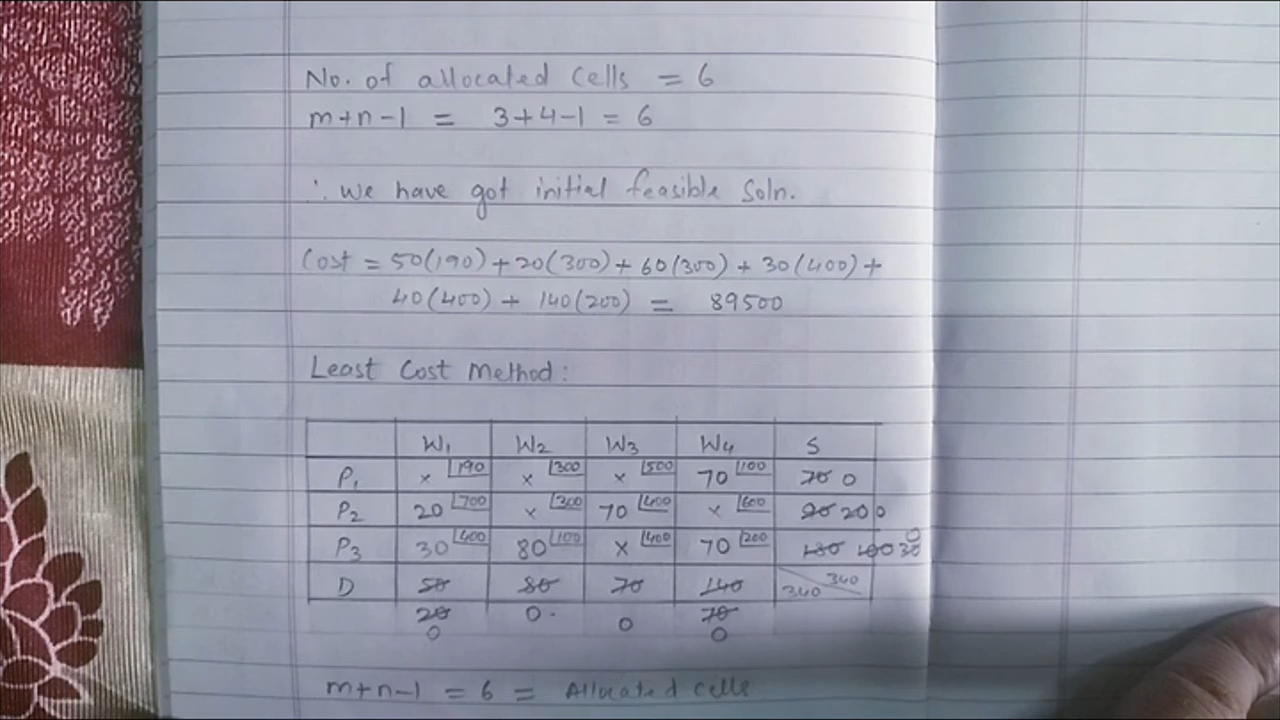 No. of allocated cells = 6
m+n-1 = 3+4-1 = 6
∴ we have got initial feasible soln.
Cost = 50(190) + 20(300) + 60(300) + 30(400) +
40(400) + 140(200) = 89500
Least Cost Method:
W1 W2 W3 W4 S
P1 × 190 × 300 × 500 70 100 70 0
P2 20 700 × 300 70 400 × 600 90 20 0
P3 30 400 80 100 × 400 70 200 180 100 30 0
D 50 80 70 140 340 340
20 0. 0 70
0 0
m+n-1 = 6 = Allocated cells